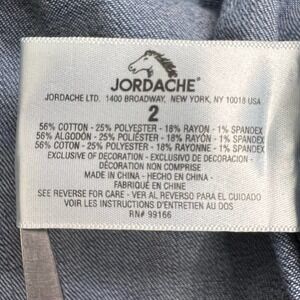 JORDACHE®
JORDACHE LTD. 1400 BROADWAY, NEW YORK, NY 10018 USA
2
56% COTTON - 25% POLYESTER - 18% RAYON - 1% SPANDEX
56% ALGODÓN - 25% POLIÉSTER - 18% RAYÓN - 1% SPANDEX
56% COTON - 25% POLYESTER - 18% RAYONNE - 1% SPANDEX
EXCLUSIVE OF DECORATION - EXCLUSIVO DE DECORACION -
DÉCORATION NON COMPRISE
MADE IN CHINA - HECHO EN CHINA -
FABRIQUÉ EN CHINE
SEE REVERSE FOR CARE - VER AL REVERSO PARA EL CUIDADO
VOIR LES INSTRUCTIONS D'ENTRETIEN AU DOS
RN# 99166